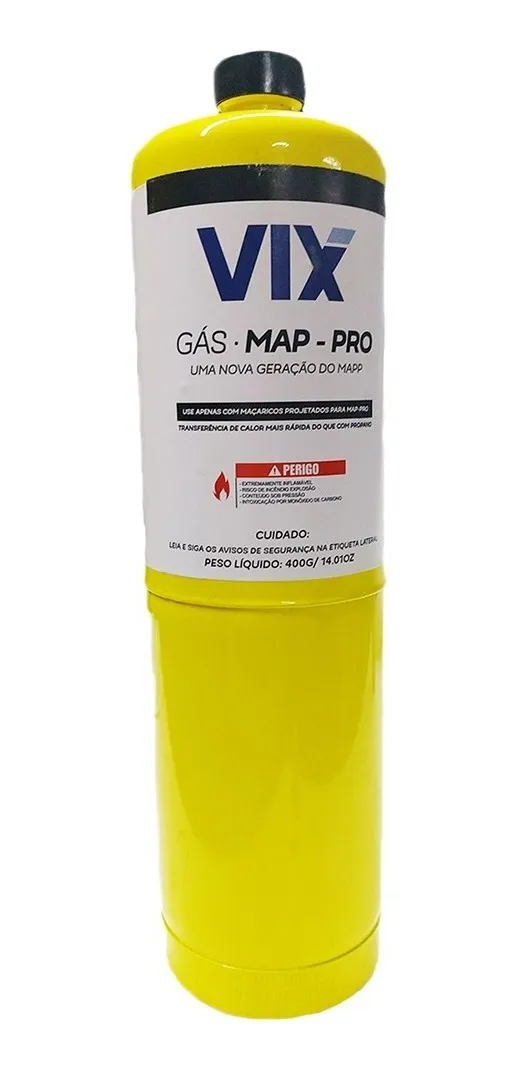 VIX
GÁS · MAP - PRO
UMA NOVA GERAÇÃO DO MAPP
USE APENAS COM MAÇARICOS PROJETADOS PARA MAP-PRO
TRANSFERÊNCIA DE CALOR MAIS RÁPIDA DO QUE COM PROPANO
PERIGO
- EXTREMAMENTE INFLAMÁVEL
- RISCO DE INCÊNDIO EXPLOSÃO
- CONTEÚDO SOB PRESSÃO
- INTOXICAÇÃO POR MONÓXIDO DE CARBONO
CUIDADO:
LEIA E SIGA OS AVISOS DE SEGURANÇA NA ETIQUETA LATERAL
PESO LÍQUIDO: 400G/ 14.01OZ